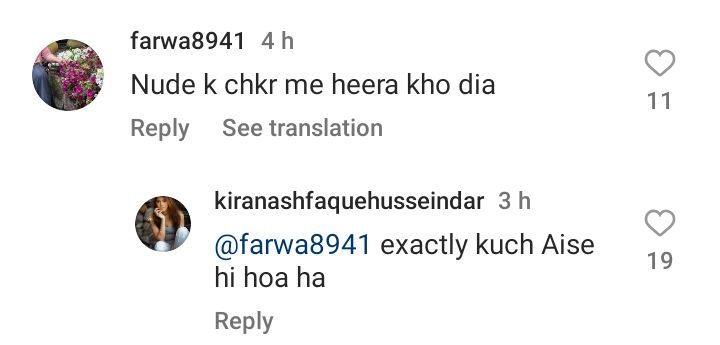 farwa8941 4 h
Nude k chkr me heera kho dia
11
Reply See translation
kiranashfaquehusseindar 3 h
@farwa8941 exactly kuch Aise
hi hoa ha
19
Reply